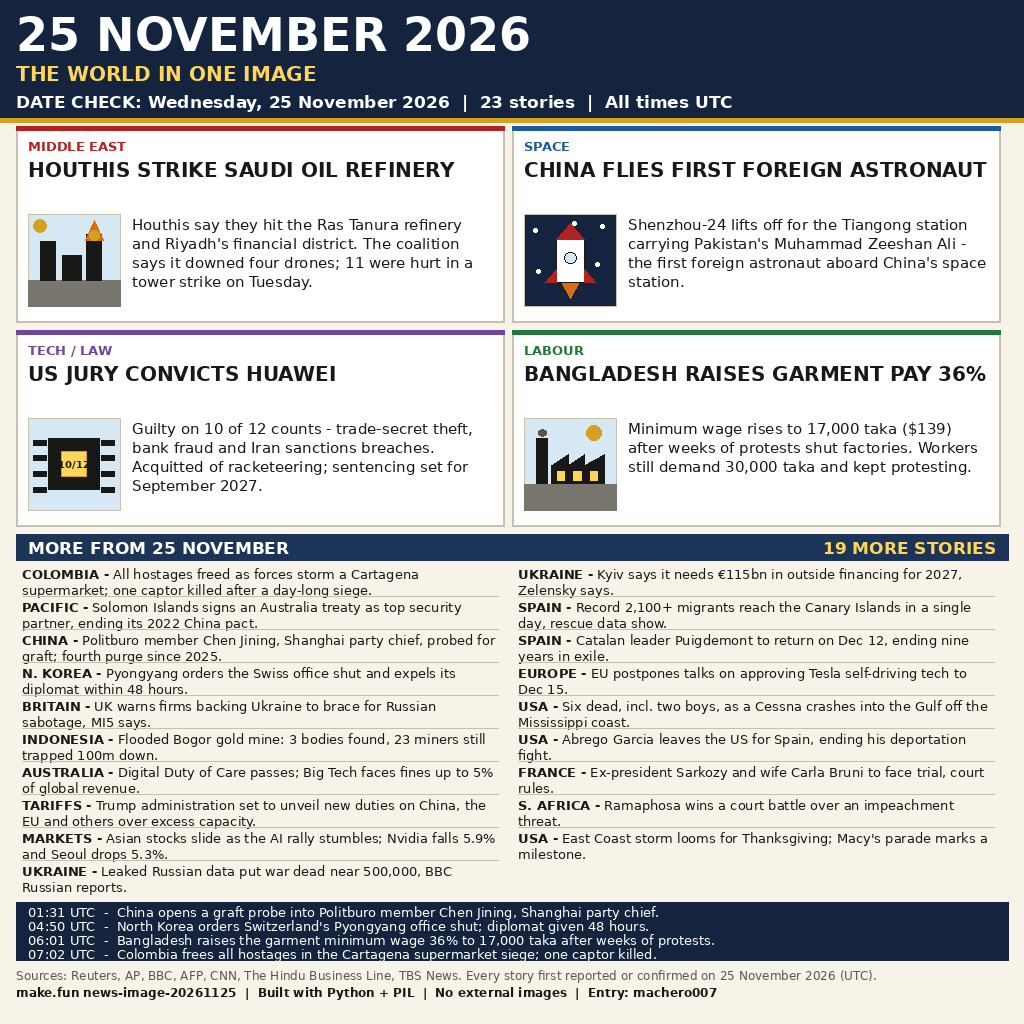 25 NOVEMBER 2026
THE WORLD IN ONE IMAGE
DATE CHECK: Wednesday, 25 November 2026 | 23 stories | All times UTC
MIDDLE EAST
HOUTHIS STRIKE SAUDI OIL REFINERY
Houthis say they hit the Ras Tanura refinery
and Riyadh's financial district. The coalition
says it downed four drones; 11 were hurt in a
tower strike on Tuesday.
SPACE
CHINA FLIES FIRST FOREIGN ASTRONAUT
Shenzhou-24 lifts off for the Tiangong station
carrying Pakistan's Muhammad Zeeshan Ali -
the first foreign astronaut aboard China's space
station.
TECH / LAW
US JURY CONVICTS HUAWEI
10/12
Guilty on 10 of 12 counts - trade-secret theft,
bank fraud and Iran sanctions breaches.
Acquitted of racketeering; sentencing set for
September 2027.
LABOUR
BANGLADESH RAISES GARMENT PAY 36%
Minimum wage rises to 17,000 taka ($139)
after weeks of protests shut factories. Workers
still demand 30,000 taka and kept protesting.
MORE FROM 25 NOVEMBER
19 MORE STORIES
COLOMBIA - All hostages freed as forces storm a Cartagena
supermarket; one captor killed after a day-long siege.
PACIFIC - Solomon Islands signs an Australia treaty as top security
partner, ending its 2022 China pact.
CHINA - Politburo member Chen Jining, Shanghai party chief, probed for
graft; fourth purge since 2025.
N. KOREA - Pyongyang orders the Swiss office shut and expels its
diplomat within 48 hours.
BRITAIN - UK warns firms backing Ukraine to brace for Russian
sabotage, MI5 says.
INDONESIA - Flooded Bogor gold mine: 3 bodies found, 23 miners still
trapped 100m down.
AUSTRALIA - Digital Duty of Care passes; Big Tech faces fines up to 5%
of global revenue.
TARIFFS - Trump administration set to unveil new duties on China, the
EU and others over excess capacity.
MARKETS - Asian stocks slide as the AI rally stumbles; Nvidia falls 5.9%
and Seoul drops 5.3%.
UKRAINE - Leaked Russian data put war dead near 500,000, BBC
Russian reports.
UKRAINE - Kyiv says it needs €115bn in outside financing for 2027,
Zelensky says.
SPAIN - Record 2,100+ migrants reach the Canary Islands in a single
day, rescue data show.
SPAIN - Catalan leader Puigdemont to return on Dec 12, ending nine
years in exile.
EUROPE - EU postpones talks on approving Tesla self-driving tech to
Dec 15.
USA - Six dead, incl. two boys, as a Cessna crashes into the Gulf off the
Mississippi coast.
USA - Abrego Garcia leaves the US for Spain, ending his deportation
fight.
FRANCE - Ex-president Sarkozy and wife Carla Bruni to face trial, court
rules.
S. AFRICA - Ramaphosa wins a court battle over an impeachment
threat.
USA - East Coast storm looms for Thanksgiving; Macy's parade marks a
milestone.
01:31 UTC - China opens a graft probe into Politburo member Chen Jining, Shanghai party chief.
04:50 UTC - North Korea orders Switzerland's Pyongyang office shut; diplomat given 48 hours.
06:01 UTC - Bangladesh raises the garment minimum wage 36% to 17,000 taka after weeks of protests.
07:02 UTC - Colombia frees all hostages in the Cartagena supermarket siege; one captor killed.
Sources: Reuters, AP, BBC, AFP, CNN, The Hindu Business Line, TBS News. Every story first reported or confirmed on 25 November 2026 (UTC).
make.fun news-image-20261125 | Built with Python + PIL | No external images | Entry: machero007